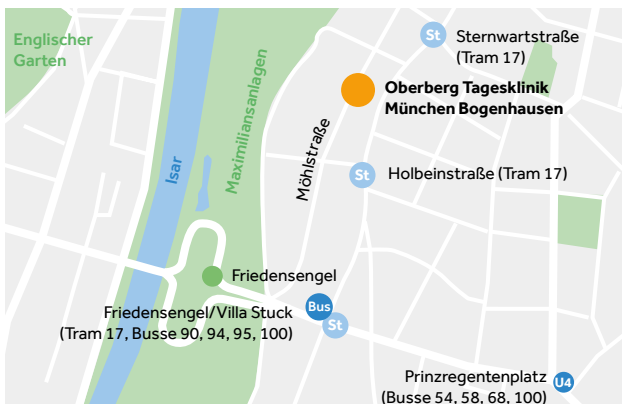 Englischer
Garten
St
Sternwartstraße
(Tram 17)
Oberberg Tagesklinik
München Bogenhausen
Maximiliansanlagen
Möhlstraße
Isar
St
Holbeinstraße (Tram 17)
Friedensengel
Bus
St
Friedensengel/Villa Stuck
(Tram 17, Busse 90, 94, 95, 100)
Prinzregentenplatz
(Busse 54, 58, 68, 100)
U4